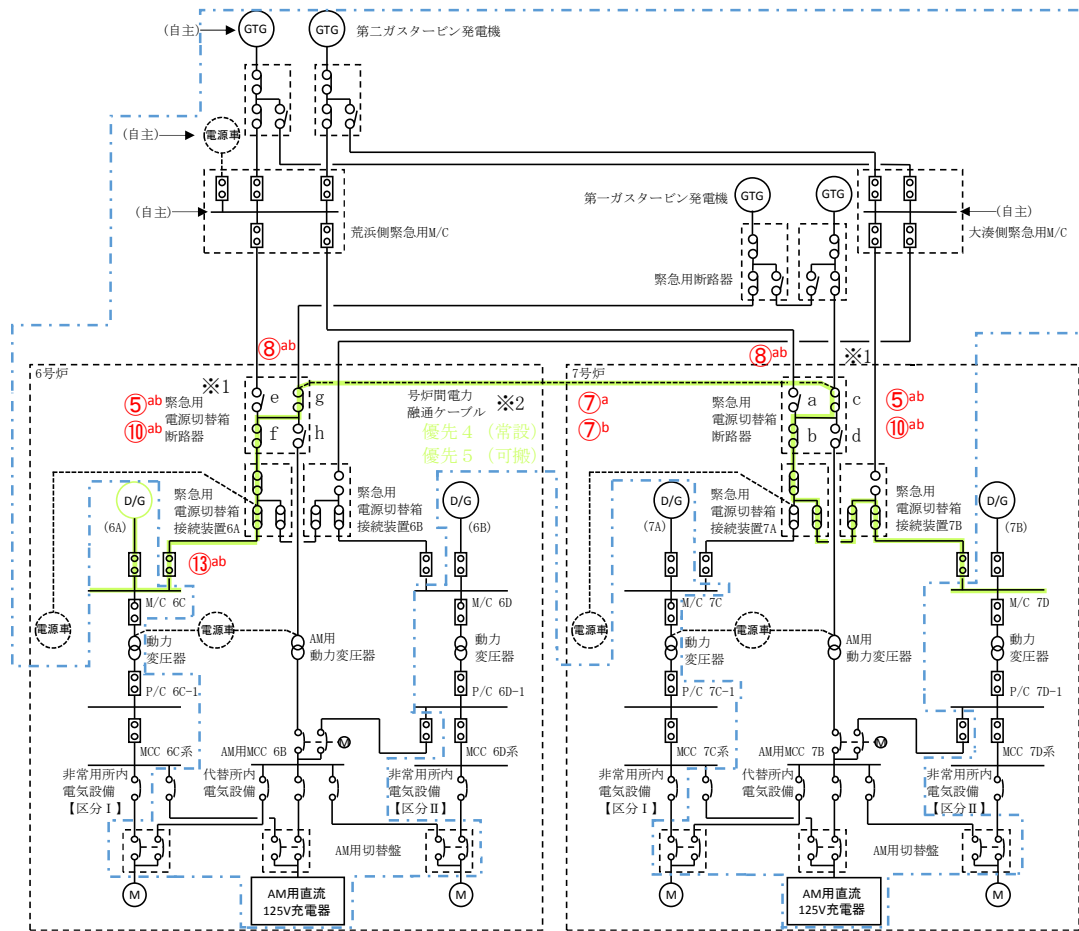 (自主)
GTG
GTG
第二ガスタービン発電機
(自主)
電源車
第一ガスタービン発電機
GTG
GTG
(自主)
(自主)
荒浜側緊急用M/C
大湊側緊急用M/C
緊急用断路器
⑧ab
⑧ab
6号炉
※1
⑤ab
⑩ab
緊急用
電源切替箱
断路器
e
g
f
h
号炉間電力
融通ケーブル
※2
優先4 (常設)
優先5 (可搬)
7号炉
※1
⑦a
⑦b
緊急用
電源切替箱
断路器
a
c
b
d
⑤ab
⑩ab
D/G
(6A)
緊急用
電源切替箱
接続装置6A
緊急用
電源切替箱
接続装置6B
D/G
(6B)
D/G
(7A)
緊急用
電源切替箱
接続装置7A
緊急用
電源切替箱
接続装置7B
D/G
(7B)
⑬ab
M/C 6C
M/C 6D
M/C 7C
M/C 7D
電源車
電源車
電源車
電源車
動力
変圧器
AM用
動力変圧器
動力
変圧器
動力
変圧器
AM用
動力変圧器
動力
変圧器
P/C 6C-1
P/C 6D-1
P/C 7C-1
P/C 7D-1
MCC 6C系
AM用MCC 6B
M
MCC 6D系
MCC 7C系
AM用MCC 7B
M
MCC 7D系
非常用所内
電気設備
【区分Ⅰ】
代替所内
電気設備
非常用所内
電気設備
【区分Ⅱ】
非常用所内
電気設備
【区分Ⅰ】
代替所内
電気設備
非常用所内
電気設備
【区分Ⅱ】
AM用切替盤
AM用切替盤
M
AM用直流
125V充電器
M
M
AM用直流
125V充電器
M